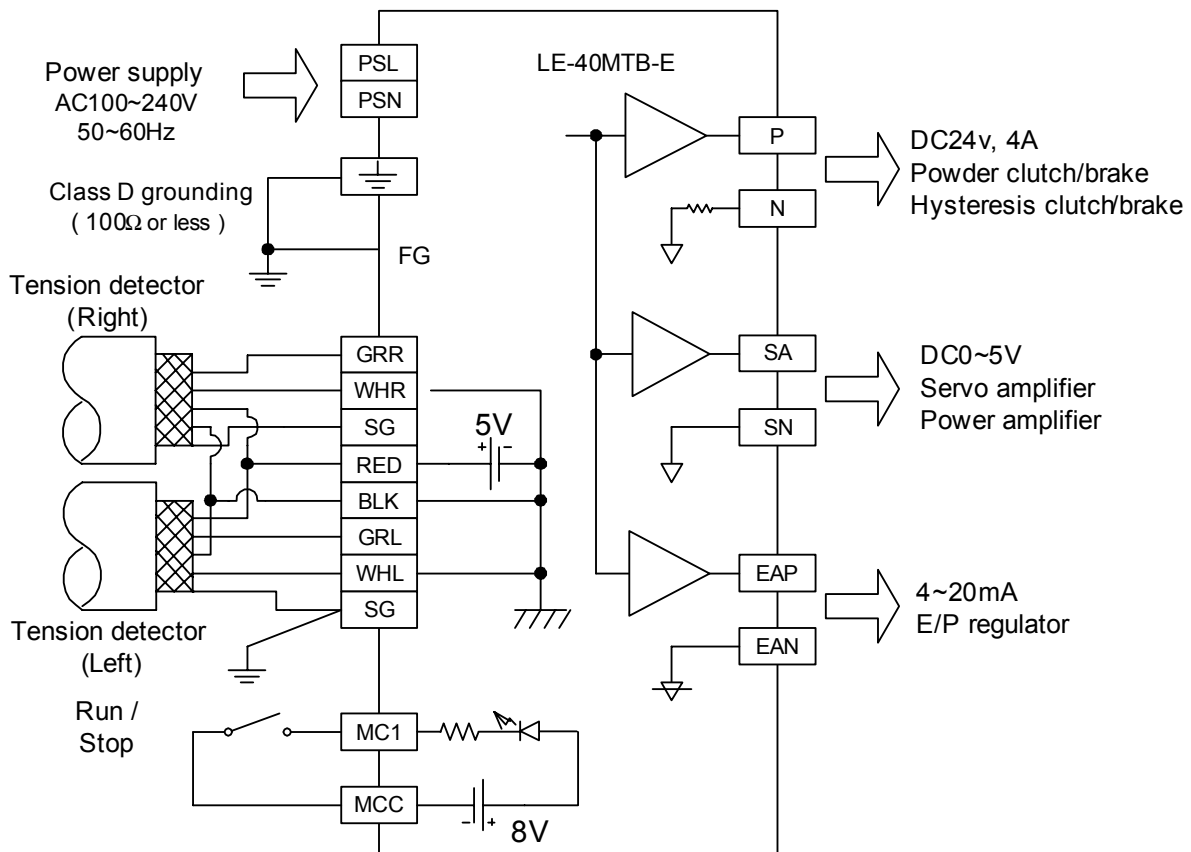 Power supply
AC100~240V
50~60Hz
PSL
PSN
LE-40MTB-E
Class D grounding
( 100Ω or less )
FG
P
N
DC24v, 4A
Powder clutch/brake
Hysteresis clutch/brake
Tension detector
(Right)
GRR
WHR
SG
RED
BLK
GRL
WHL
SG
+
5V
-
Tension detector
(Left)
SA
SN
DC0~5V
Servo amplifier
Power amplifier
EAP
EAN
4~20mA
E/P regulator
Run /
Stop
MC1
MCC
-
+
8V